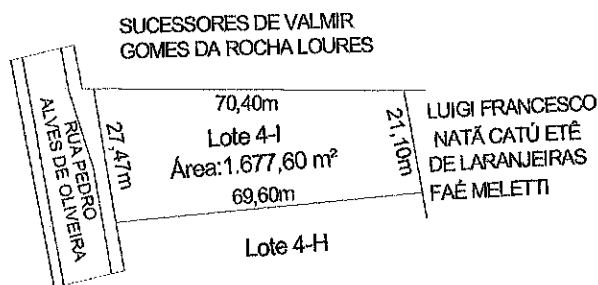 SUCESSORES DE VALMIR
GOMES DA ROCHA LOURES
RUA PEDRO
ALVES DE OLIVEIRA
27,47m
70,40m
Lote 4-I
Área:1.677,60 m²
69,60m
21,10m
LUIGI FRANCESCO
NATÃ CATÚ ETÊ
DE LARANJEIRAS
FAÉ MELETTI
Lote 4-H